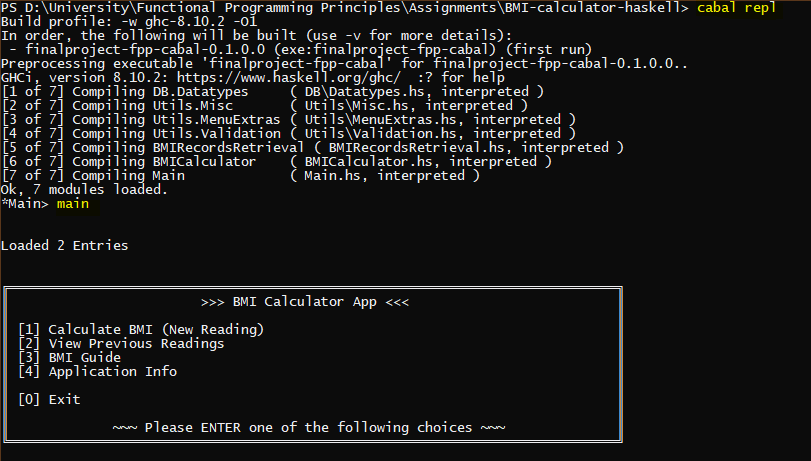 PS D:\University\Functional Programming Principles\Assignments\BMI-calculator-haskell> cabal repl
Build profile: -w ghc-8.10.2 -O1
In order, the following will be built (use -v for more details):
 - finalproject-fpp-cabal-0.1.0.0 (exe:finalproject-fpp-cabal) (first run)
Preprocessing executable 'finalproject-fpp-cabal' for finalproject-fpp-cabal-0.1.0.0..
GHCi, version 8.10.2: https://www.haskell.org/ghc/  :? for help
[1 of 7] Compiling DB.Datatypes     ( DB\Datatypes.hs, interpreted )
[2 of 7] Compiling Utils.Misc       ( Utils\Misc.hs, interpreted )
[3 of 7] Compiling Utils.MenuExtras ( Utils\MenuExtras.hs, interpreted )
[4 of 7] Compiling Utils.Validation ( Utils\Validation.hs, interpreted )
[5 of 7] Compiling BMIRecordsRetrieval ( BMIRecordsRetrieval.hs, interpreted )
[6 of 7] Compiling BMICalculator    ( BMICalculator.hs, interpreted )
[7 of 7] Compiling Main             ( Main.hs, interpreted )
Ok, 7 modules loaded.
*Main> main
Loaded 2 Entries
>>> BMI Calculator App <<<
[1] Calculate BMI (New Reading)
[2] View Previous Readings
[3] BMI Guide
[4] Application Info
[0] Exit
~~~ Please ENTER one of the following choices ~~~